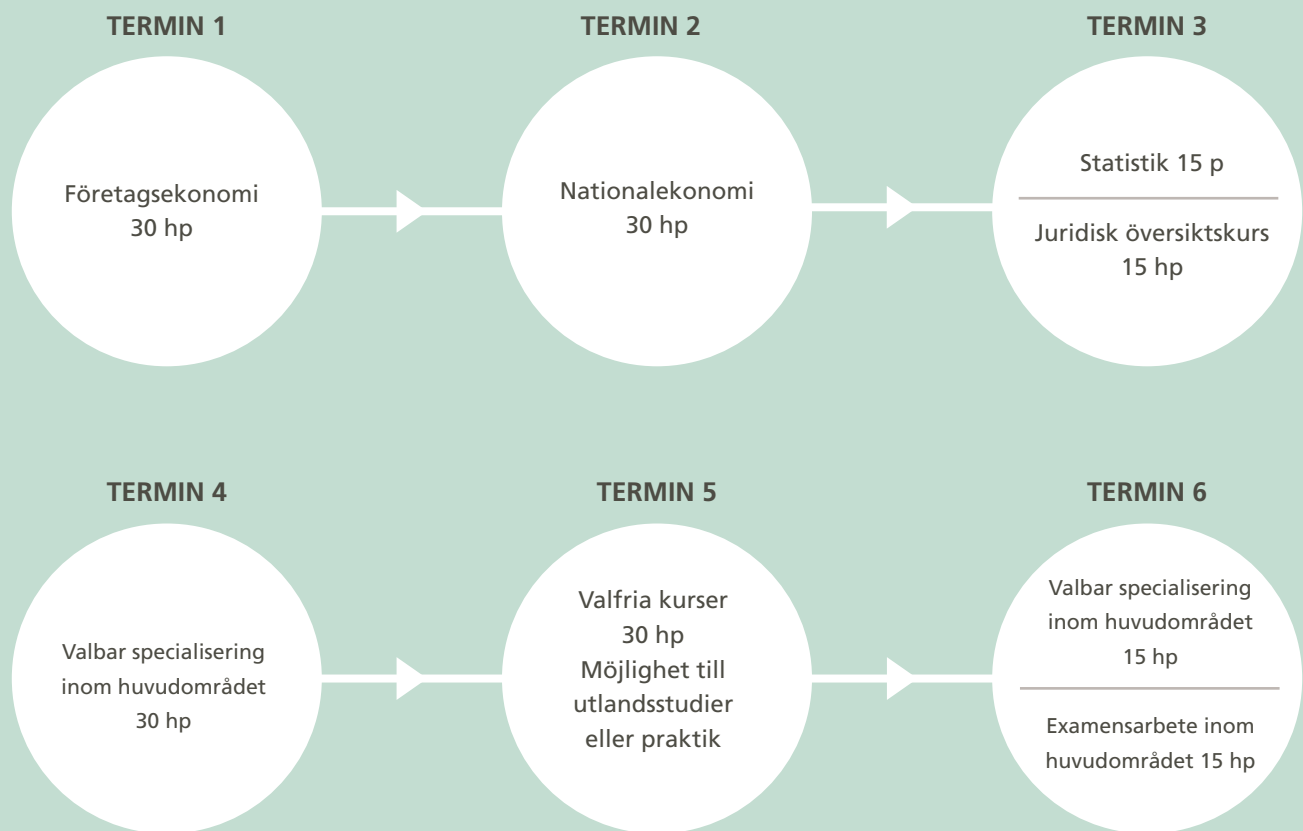 TERMIN 1
Företagsekonomi
30 hp
TERMIN 2
Nationalekonomi
30 hp
TERMIN 3
Statistik 15 p
Juridisk översiktskurs
15 hp
TERMIN 4
Valbar specialisering
inom huvudområdet
30 hp
TERMIN 5
Valfria kurser
30 hp
Möjlighet till
utlandsstudier
eller praktik
TERMIN 6
Valbar specialisering
inom huvudområdet
15 hp
Examensarbete inom
huvudområdet 15 hp